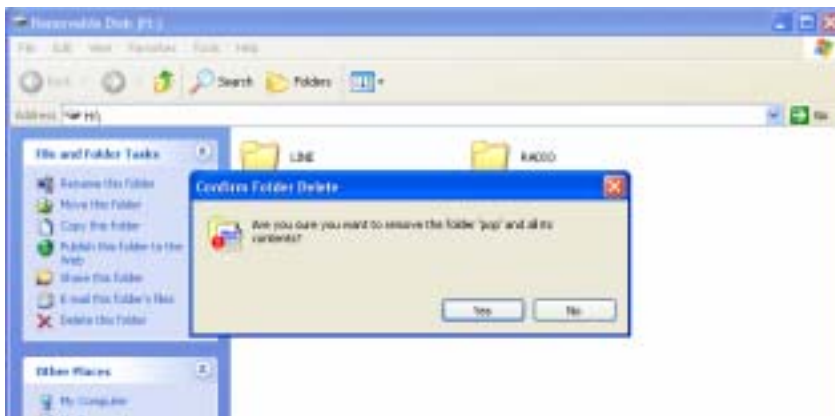 Removable Disk (H:)
File Edit View Favorites Tools Help
Back Search Folders
Address H:\ Go
File and Folder Tasks
Rename this folder
Move this folder
Copy this folder
Publish this folder to the
Web
Share this folder
E-mail this folder's files
Delete this folder
Other Places
My Computer
LINE
RADIO
Confirm Folder Delete
Are you sure you want to remove the folder 'pop' and all its
contents?
Yes No